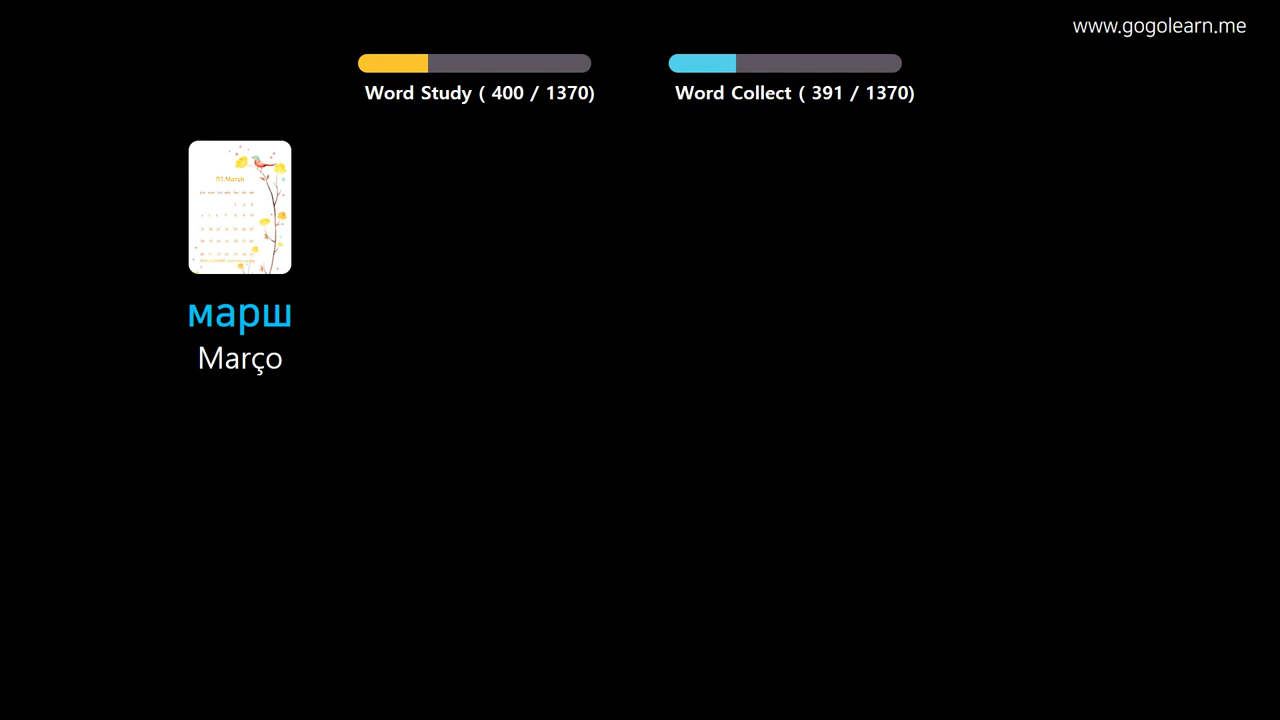 www.gogolearn.me
Word Study ( 400 / 1370)
Word Collect ( 391 / 1370)
03.March
марш
Março